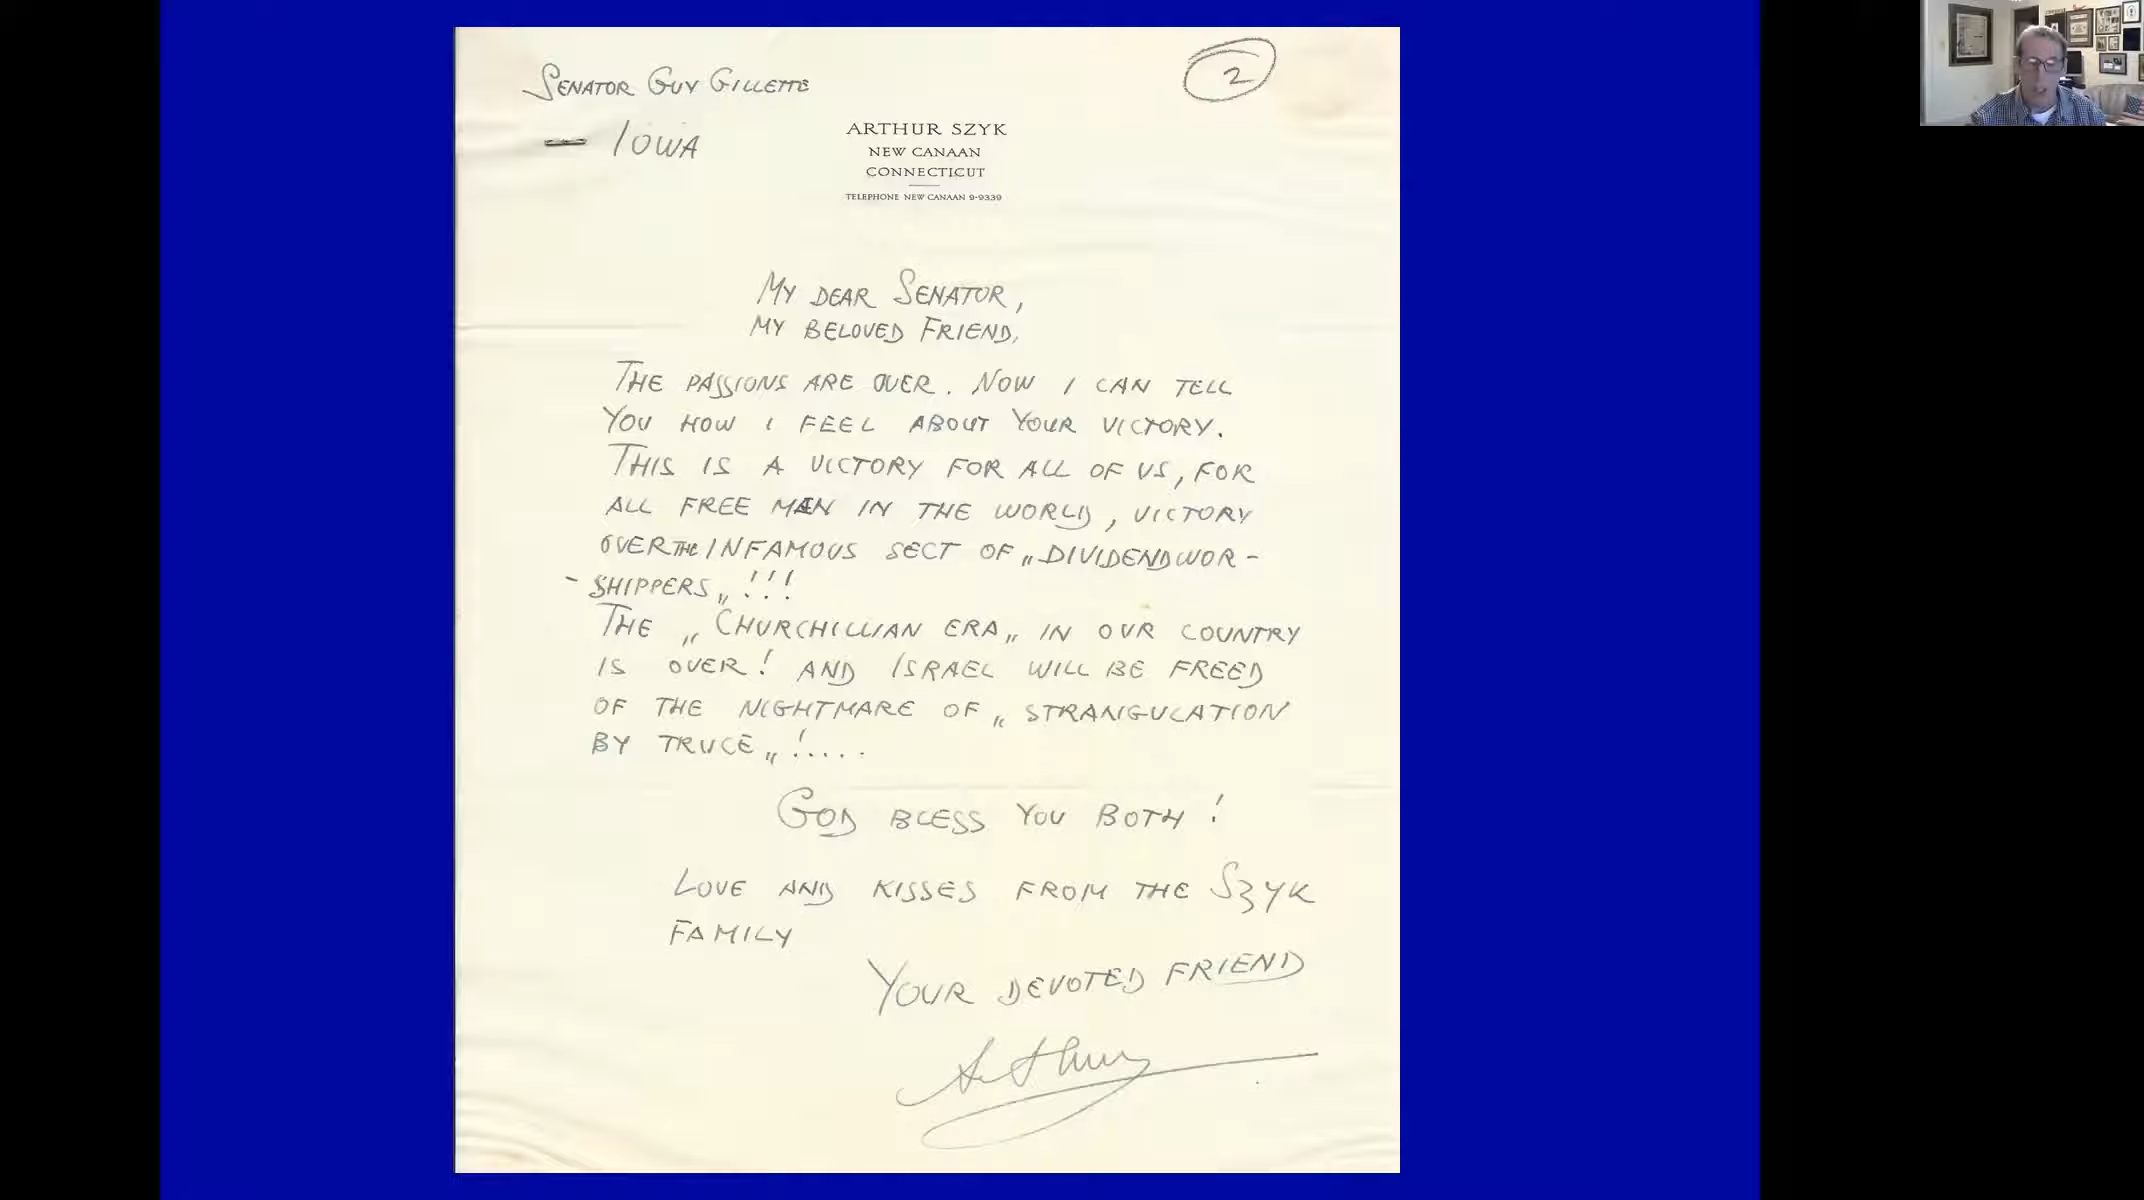 SENATOR GUY GILLETTE
— IOWA
2
ARTHUR SZYK
NEW CANAAN
CONNECTICUT
TELEPHONE NEW CANAAN 9-9339
MY DEAR SENATOR,
MY BELOVED FRIEND,
THE PASSIONS ARE OVER. NOW I CAN TELL
YOU HOW I FEEL ABOUT YOUR VICTORY.
THIS IS A VICTORY FOR ALL OF US, FOR
ALL FREE MEN IN THE WORLD, VICTORY
OVER THE INFAMOUS SECT OF „DIVIDENDWOR-
-SHIPPERS„!!!
THE „CHURCHILLIAN ERA„ IN OUR COUNTRY
IS OVER! AND ISRAEL WILL BE FREED
OF THE NIGHTMARE OF „STRANGULATION
BY TRUCE„!....
GOD BLESS YOU BOTH!
LOVE AND KISSES FROM THE SZYK
FAMILY
YOUR DEVOTED FRIEND
Arthur